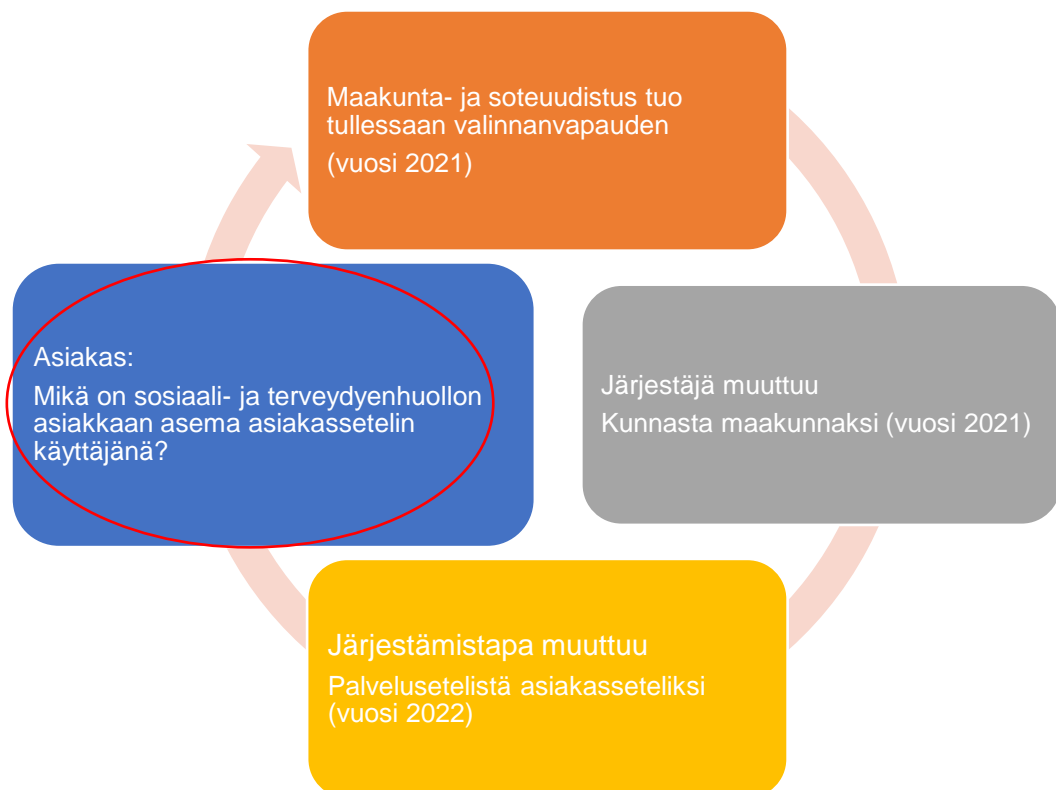 Maakunta- ja soteuudistus tuo
tullessaan valinnanvapauden
(vuosi 2021)
Järjestäjä muuttuu
Kunnasta maakunnaksi (vuosi 2021)
Järjestämistapa muuttuu
Palvelusetelistä asiakasseteliksi
(vuosi 2022)
Asiakas:
Mikä on sosiaali- ja terveydyenhuollon
asiakkaan asema asiakassetelin
käyttäjänä?